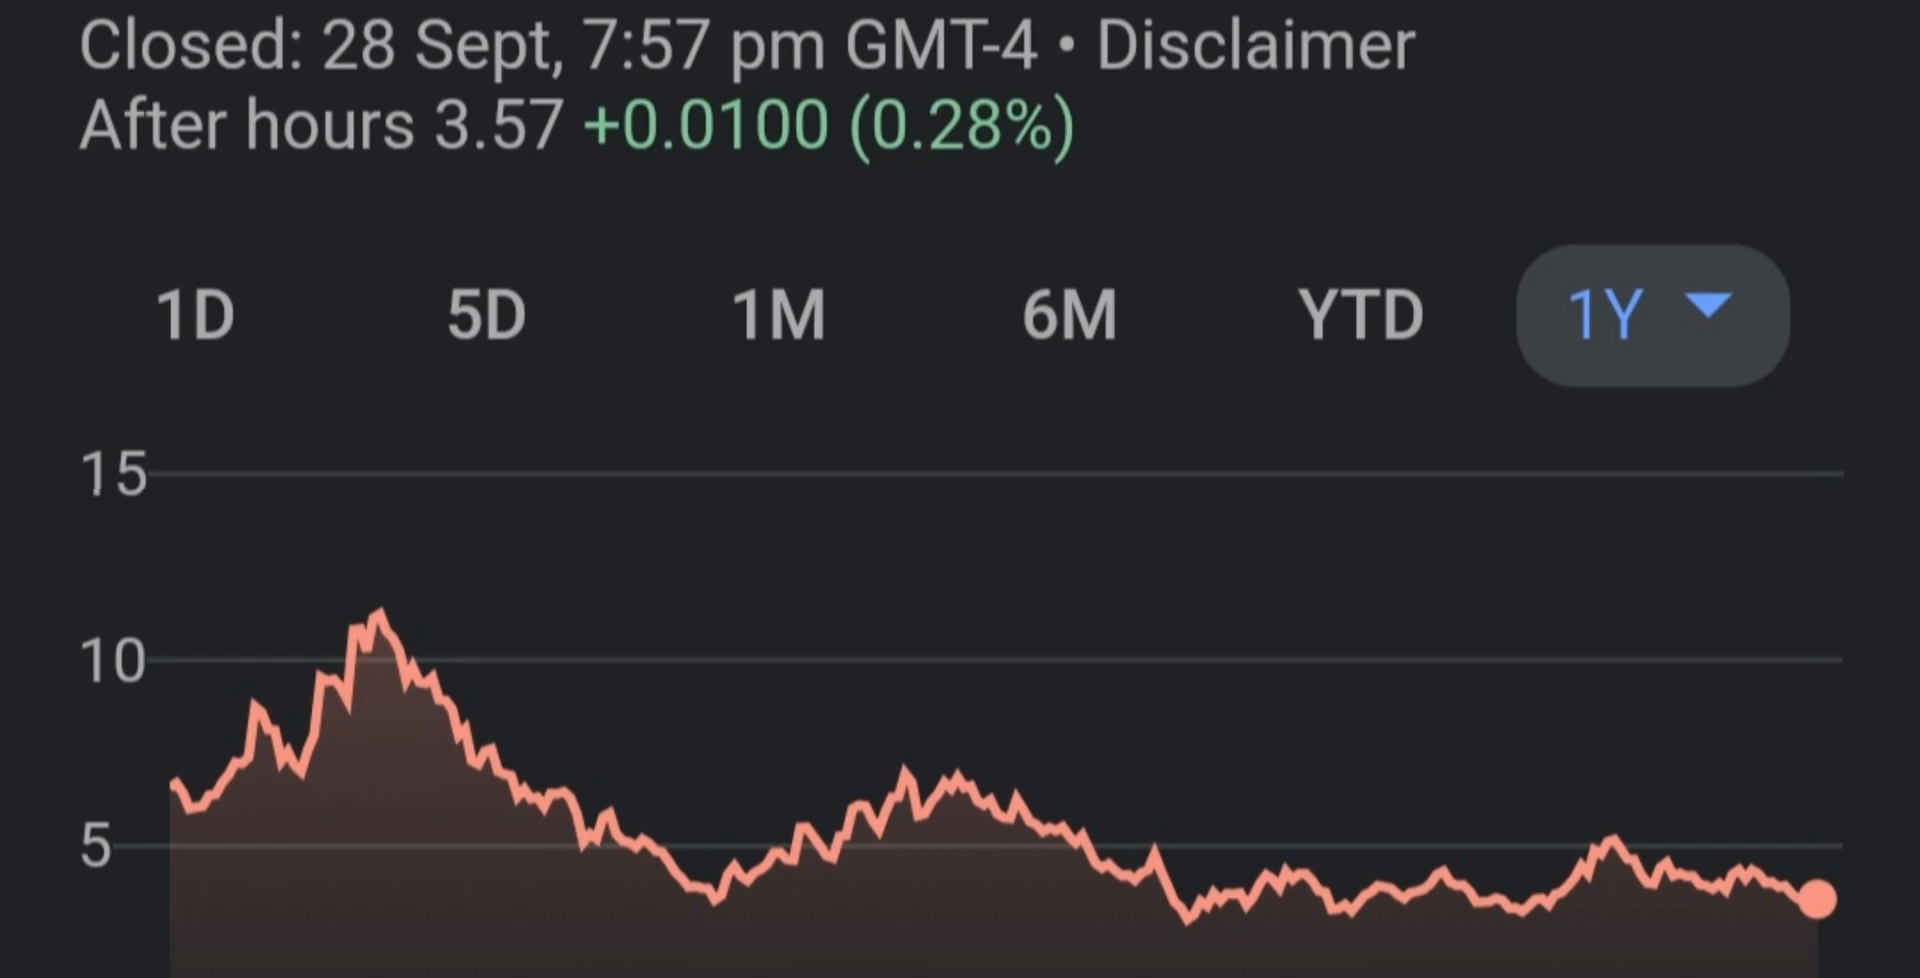 Closed: 28 Sept, 7:57 pm GMT-4 • Disclaimer
After hours 3.57 +0.0100 (0.28%)
1D 5D 1M 6M YTD 1Y
15
10
5